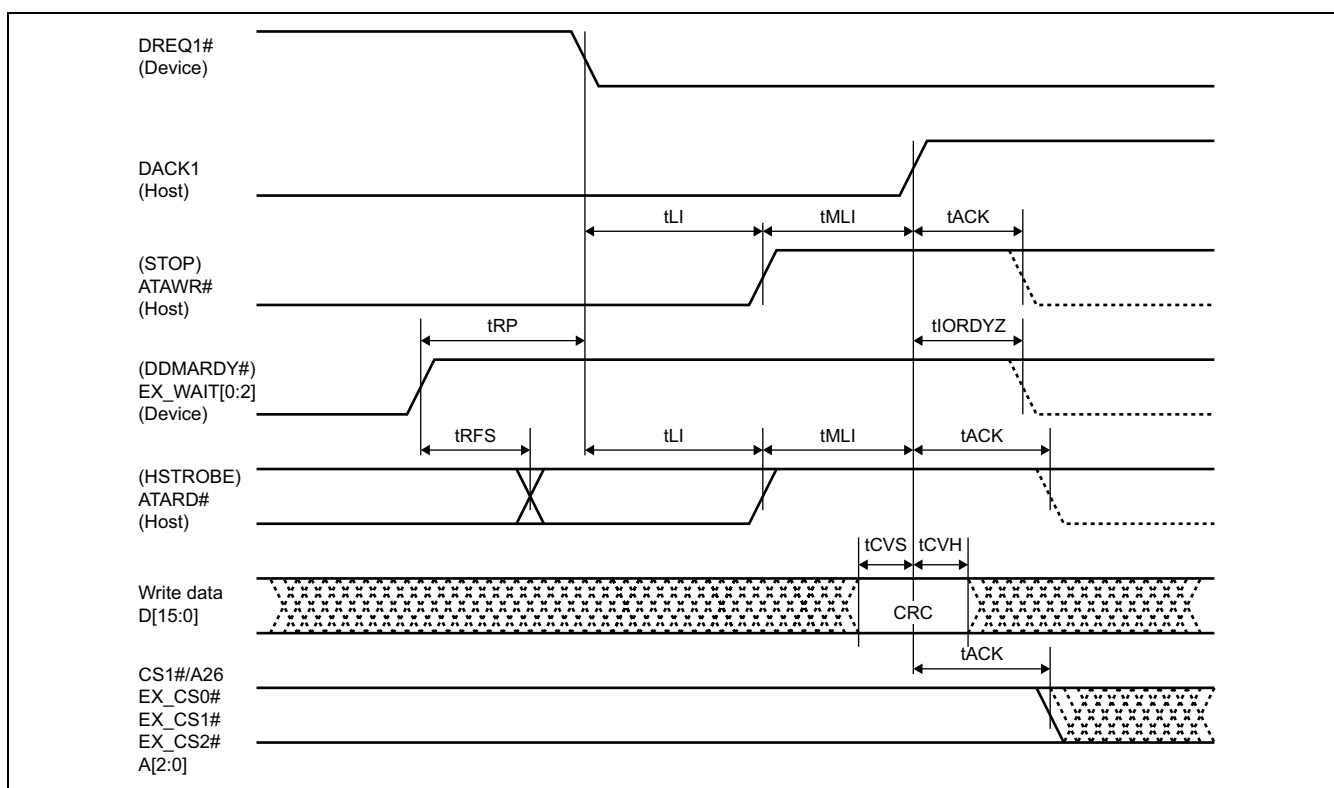 DREQ1#
(Device)
DACK1
(Host)
tLI
tMLI
tACK
(STOP)
ATAWR#
(Host)
tRP
tIORDYZ
(DDMARDY#)
EX_WAIT[0:2]
(Device)
tRFS
tLI
tMLI
tACK
(HSTROBE)
ATARD#
(Host)
tCVS
tCVH
Write data
D[15:0]
CRC
tACK
CS1#/A26
EX_CS0#
EX_CS1#
EX_CS2#
A[2:0]